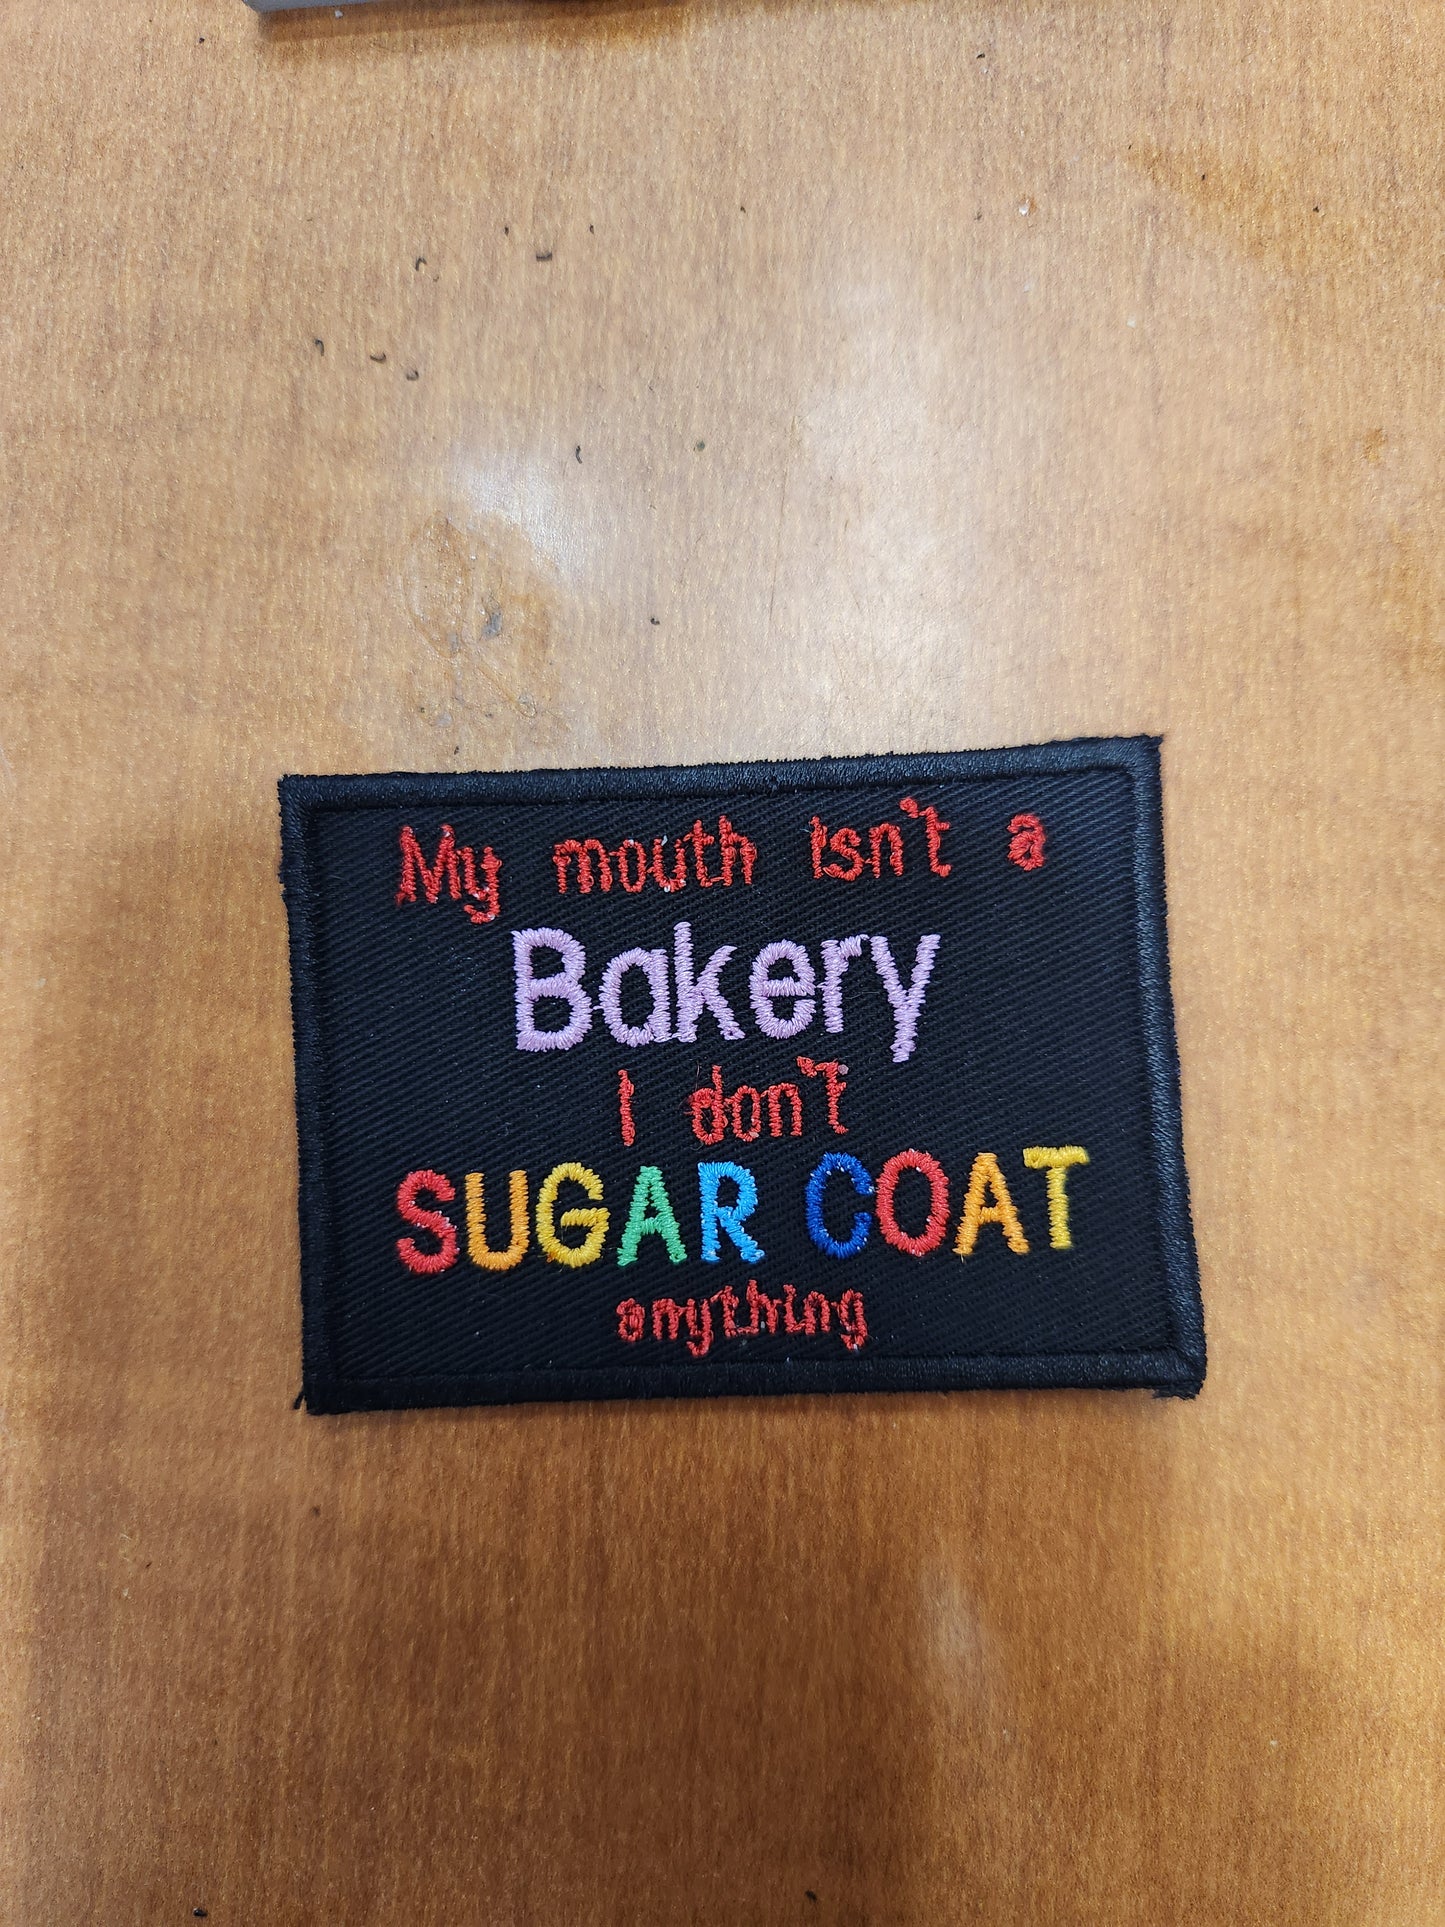 My mouth isn't a
Bakery
I don't
SUGAR COAT
anything